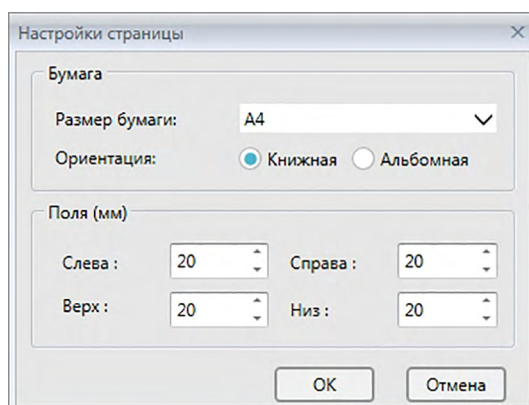 Настройки страницы
Бумага
Размер бумаги: A4
Ориентация: Книжная Альбомная
Поля (мм)
Слева : 20 Справа : 20
Верх : 20 Низ : 20
OK Отмена